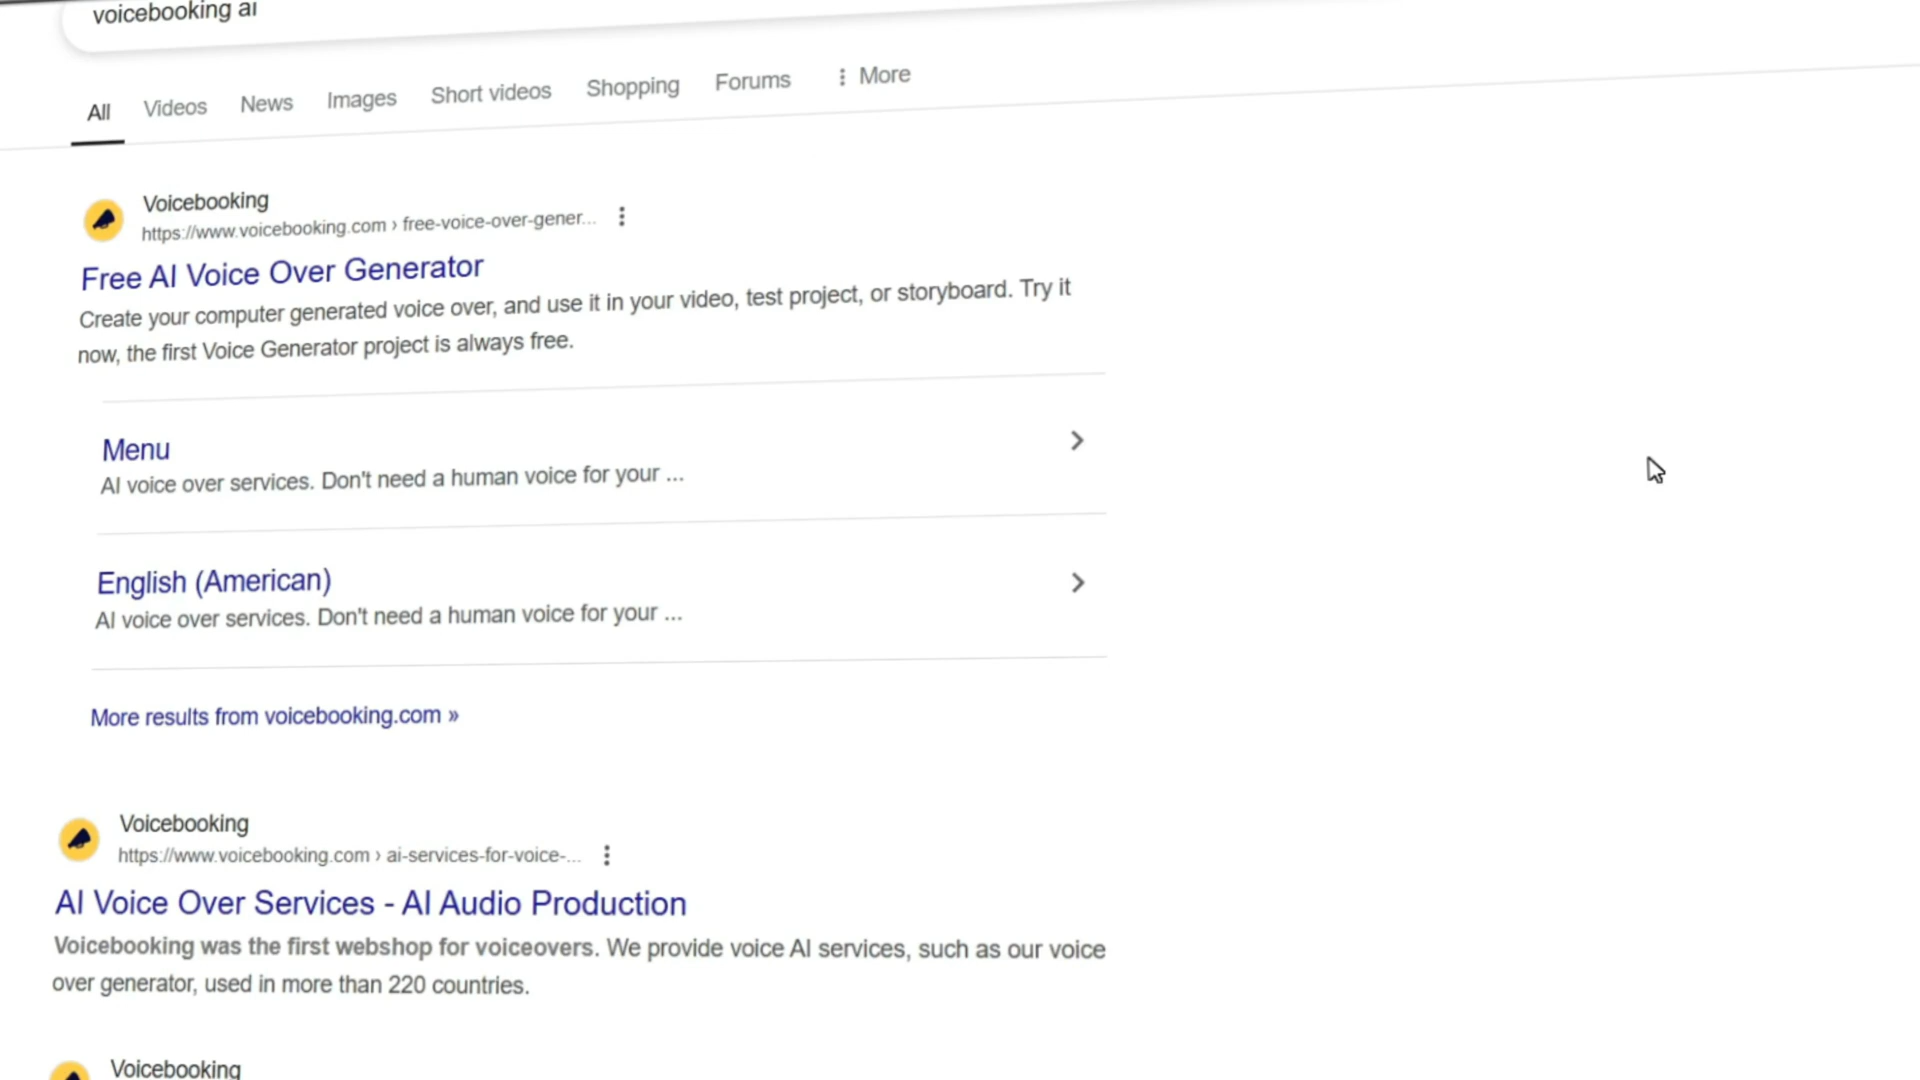 voicebooking ai
All Videos News Images Short videos Shopping Forums More
Voicebooking
https://www.voicebooking.com › free-voice-over-gener...
Free AI Voice Over Generator
Create your computer generated voice over, and use it in your video, test project, or storyboard. Try it
now, the first Voice Generator project is always free.
Menu
AI voice over services. Don't need a human voice for your ...
English (American)
AI voice over services. Don't need a human voice for your ...
More results from voicebooking.com »
Voicebooking
https://www.voicebooking.com › ai-services-for-voice-...
AI Voice Over Services - AI Audio Production
Voicebooking was the first webshop for voiceovers. We provide voice AI services, such as our voice
over generator, used in more than 220 countries.
Voicebooking